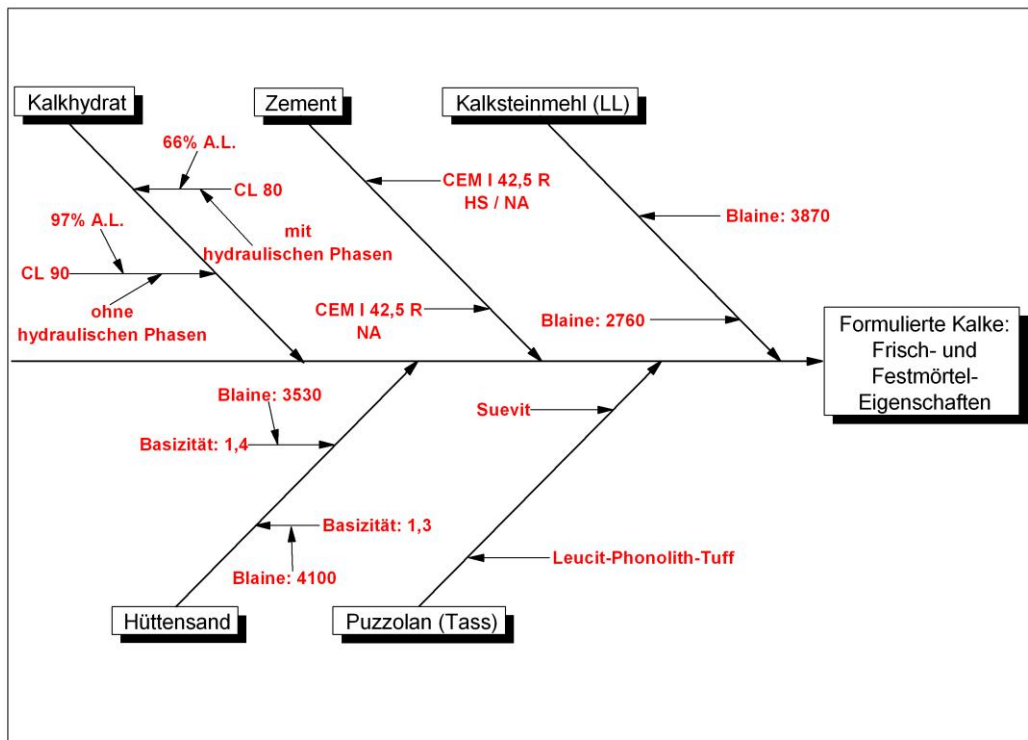 Kalkhydrat
Zement
Kalksteinmehl (LL)
66% A.L.
CL 80
mit
hydraulischen Phasen
97% A.L.
CL 90
ohne
hydraulischen Phasen
CEM I 42,5 R
HS / NA
CEM I 42,5 R
NA
Blaine: 3870
Blaine: 2760
Formulierte Kalke:
Frisch- und
Festmörtel-
Eigenschaften
Blaine: 3530
Basizität: 1,4
Basizität: 1,3
Blaine: 4100
Suevit
Leucit-Phonolith-Tuff
Hüttensand
Puzzolan (Tass)